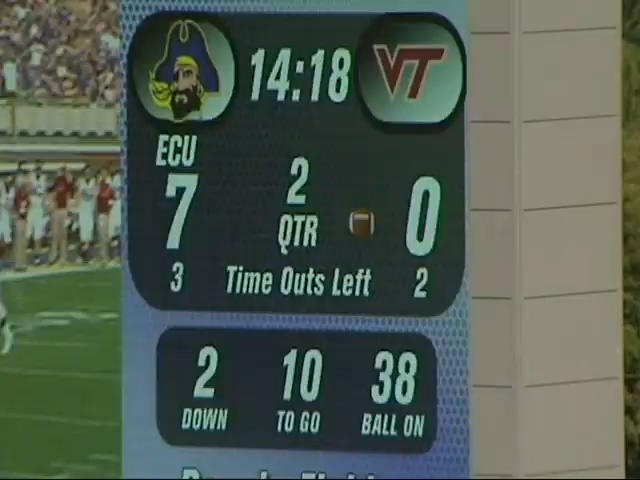 14:18 VT
ECU
7 2 0
QTR
3 Time Outs Left 2
2 10 38
DOWN TO GO BALL ON